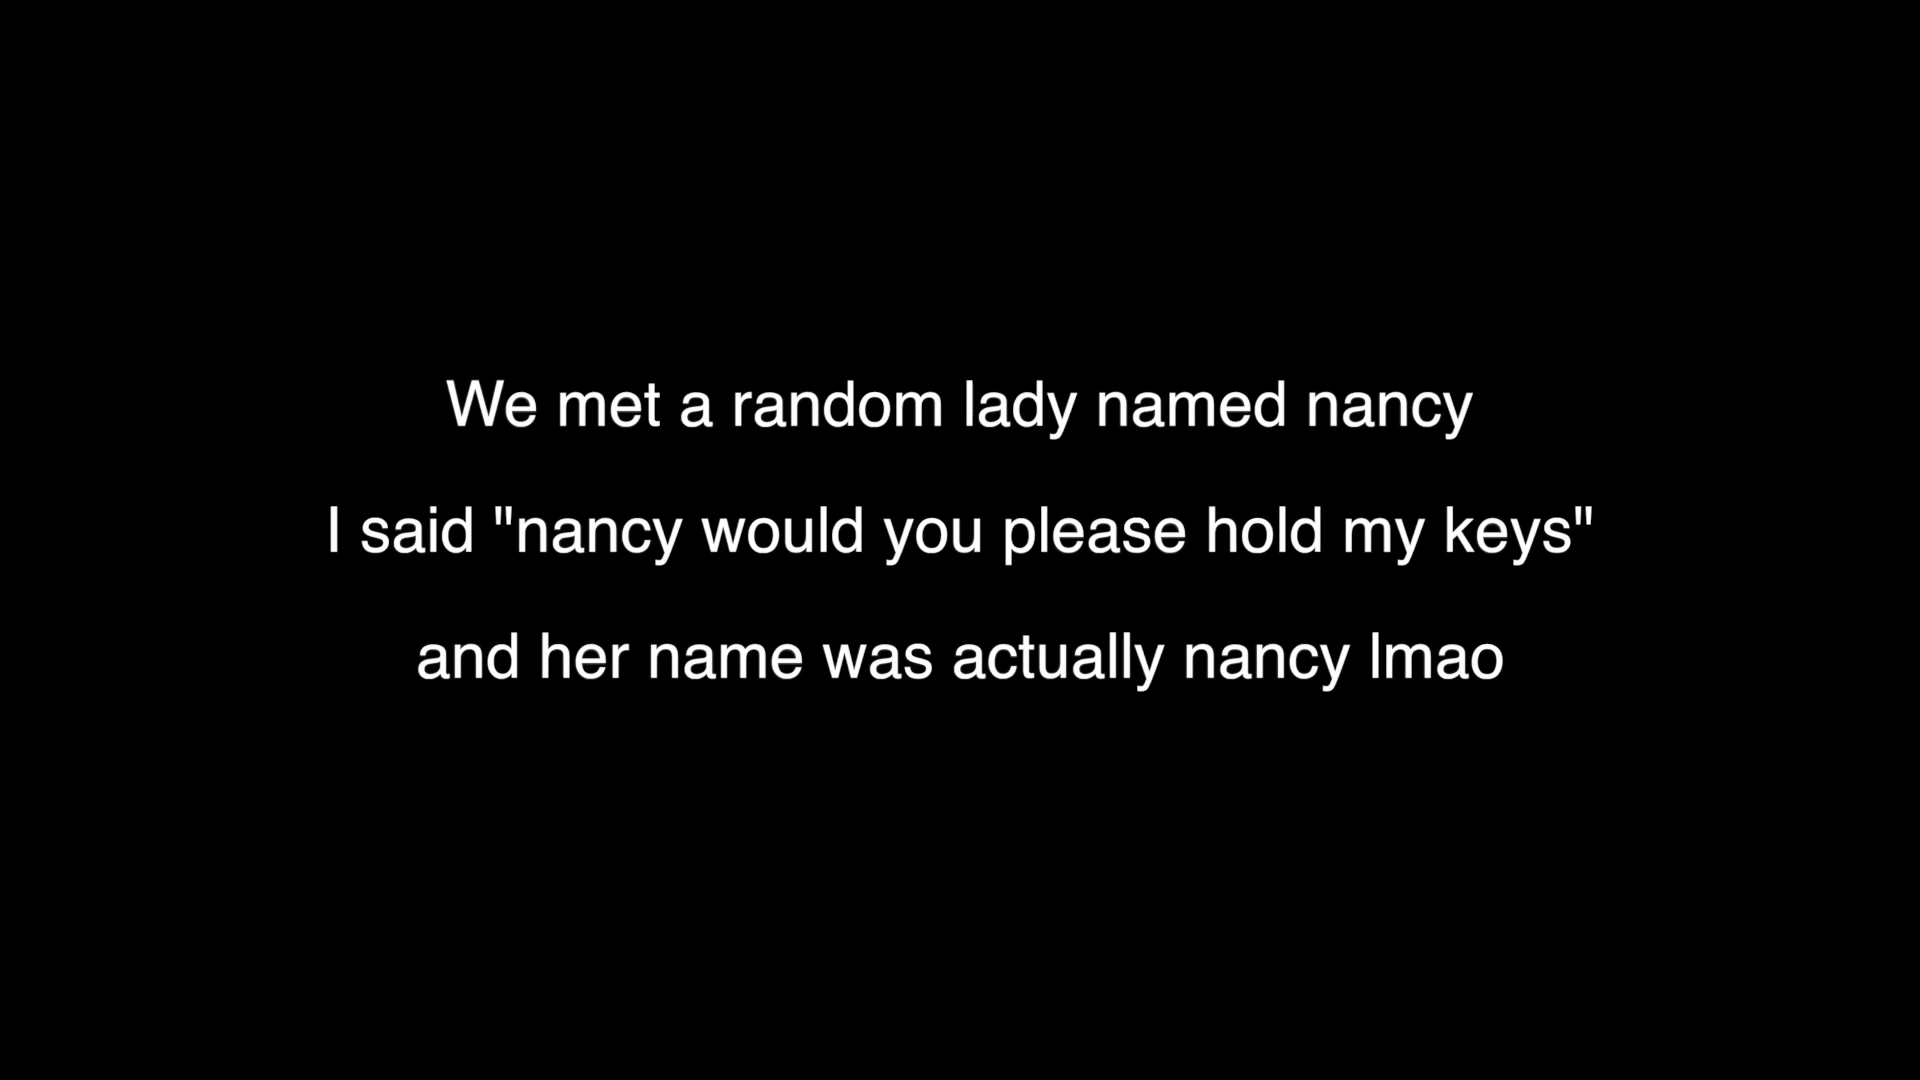 We met a random lady named nancy
I said "nancy would you please hold my keys"
and her name was actually nancy lmao